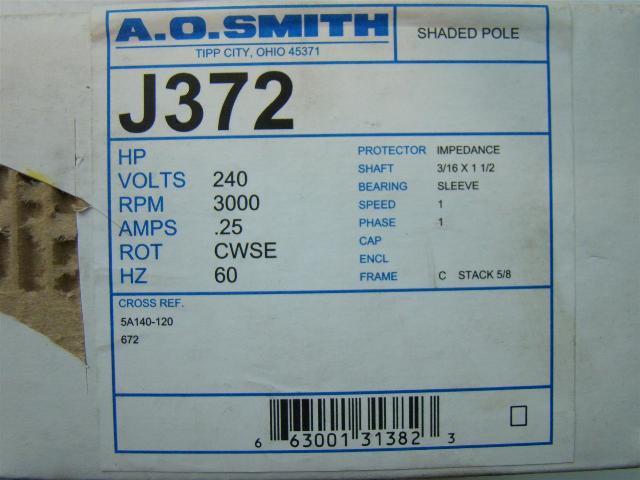 A.O.SMITH
TIPP CITY, OHIO 45371
SHADED POLE
J372
HP
VOLTS 240
RPM 3000
AMPS .25
ROT CWSE
HZ 60
PROTECTOR IMPEDANCE
SHAFT 3/16 X 1 1/2
BEARING SLEEVE
SPEED 1
PHASE 1
CAP
ENCL
FRAME C STACK 5/8
CROSS REF.
5A140-120
672
6 63001 31382 3